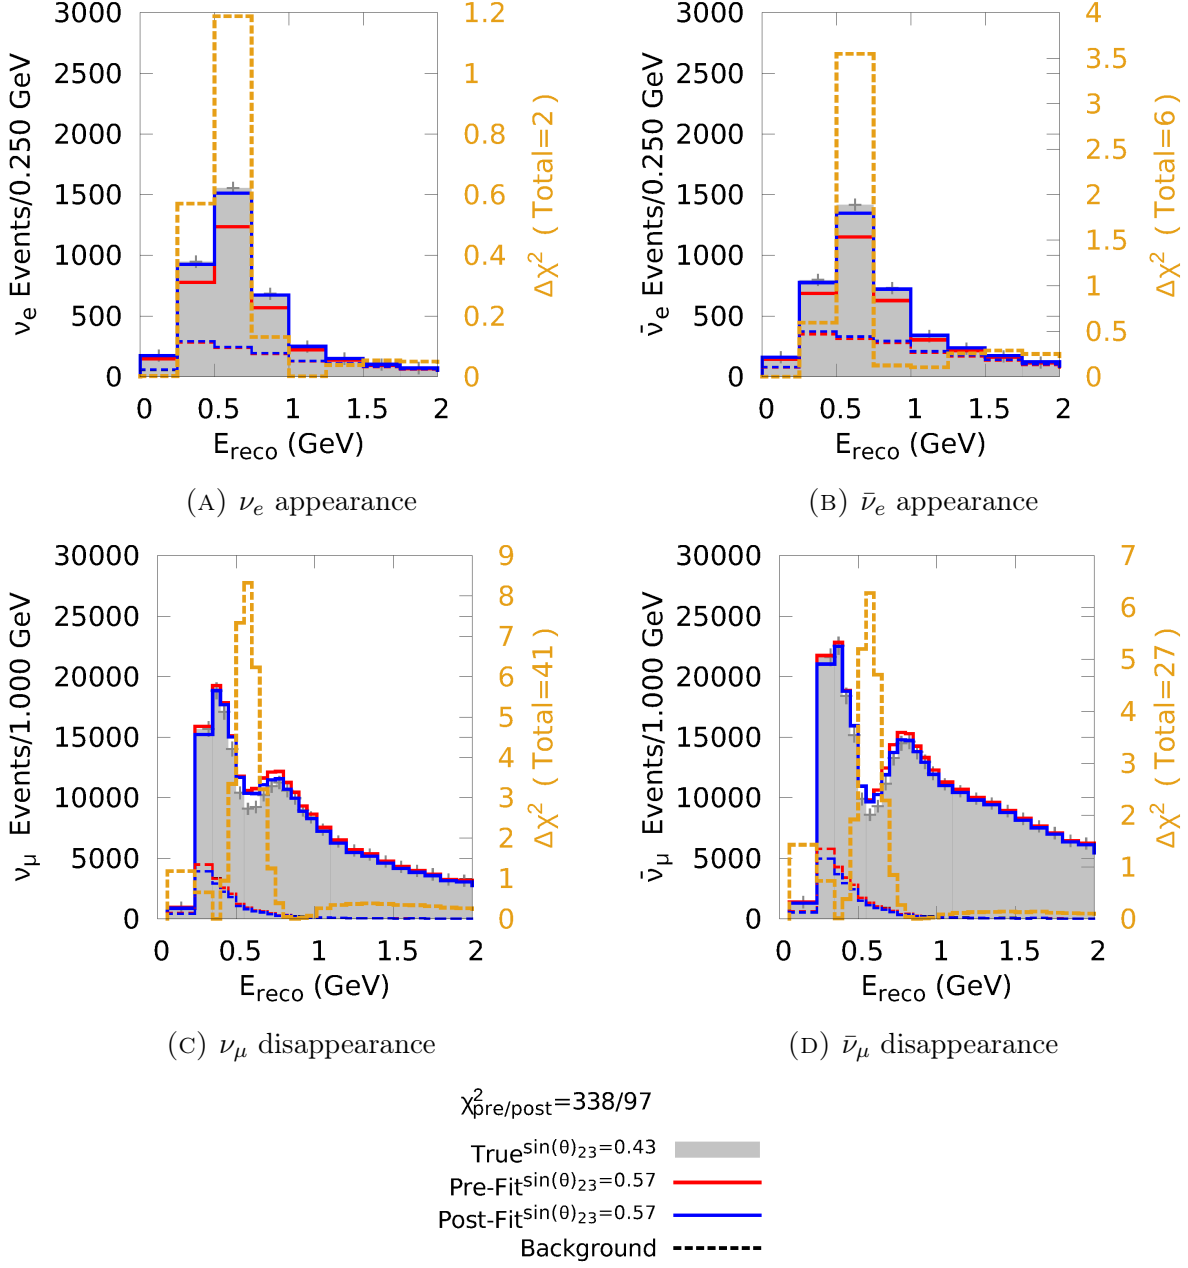 3000
2500
2000
1500
1000
500
0
νe Events/0.250 GeV
1.2
1
0.8
0.6
0.4
0.2
0
Δχ² ( Total=2 )
0 0.5 1 1.5 2
Ereco (GeV)
(A) νe appearance
3000
2500
2000
1500
1000
500
0
ν̄e Events/0.250 GeV
4
3.5
3
2.5
2
1.5
1
0.5
0
Δχ² ( Total=6 )
0 0.5 1 1.5 2
Ereco (GeV)
(B) ν̄e appearance
30000
25000
20000
15000
10000
5000
0
νμ Events/1.000 GeV
9
8
7
6
5
4
3
2
1
0
Δχ² ( Total=41 )
0 0.5 1 1.5 2
Ereco (GeV)
(C) νμ disappearance
30000
25000
20000
15000
10000
5000
0
ν̄μ Events/1.000 GeV
7
6
5
4
3
2
1
0
Δχ² ( Total=27 )
0 0.5 1 1.5 2
Ereco (GeV)
(D) ν̄μ disappearance
χ²pre/post=338/97
True sin(θ)23=0.43
Pre-Fit sin(θ)23=0.57
Post-Fit sin(θ)23=0.57
Background